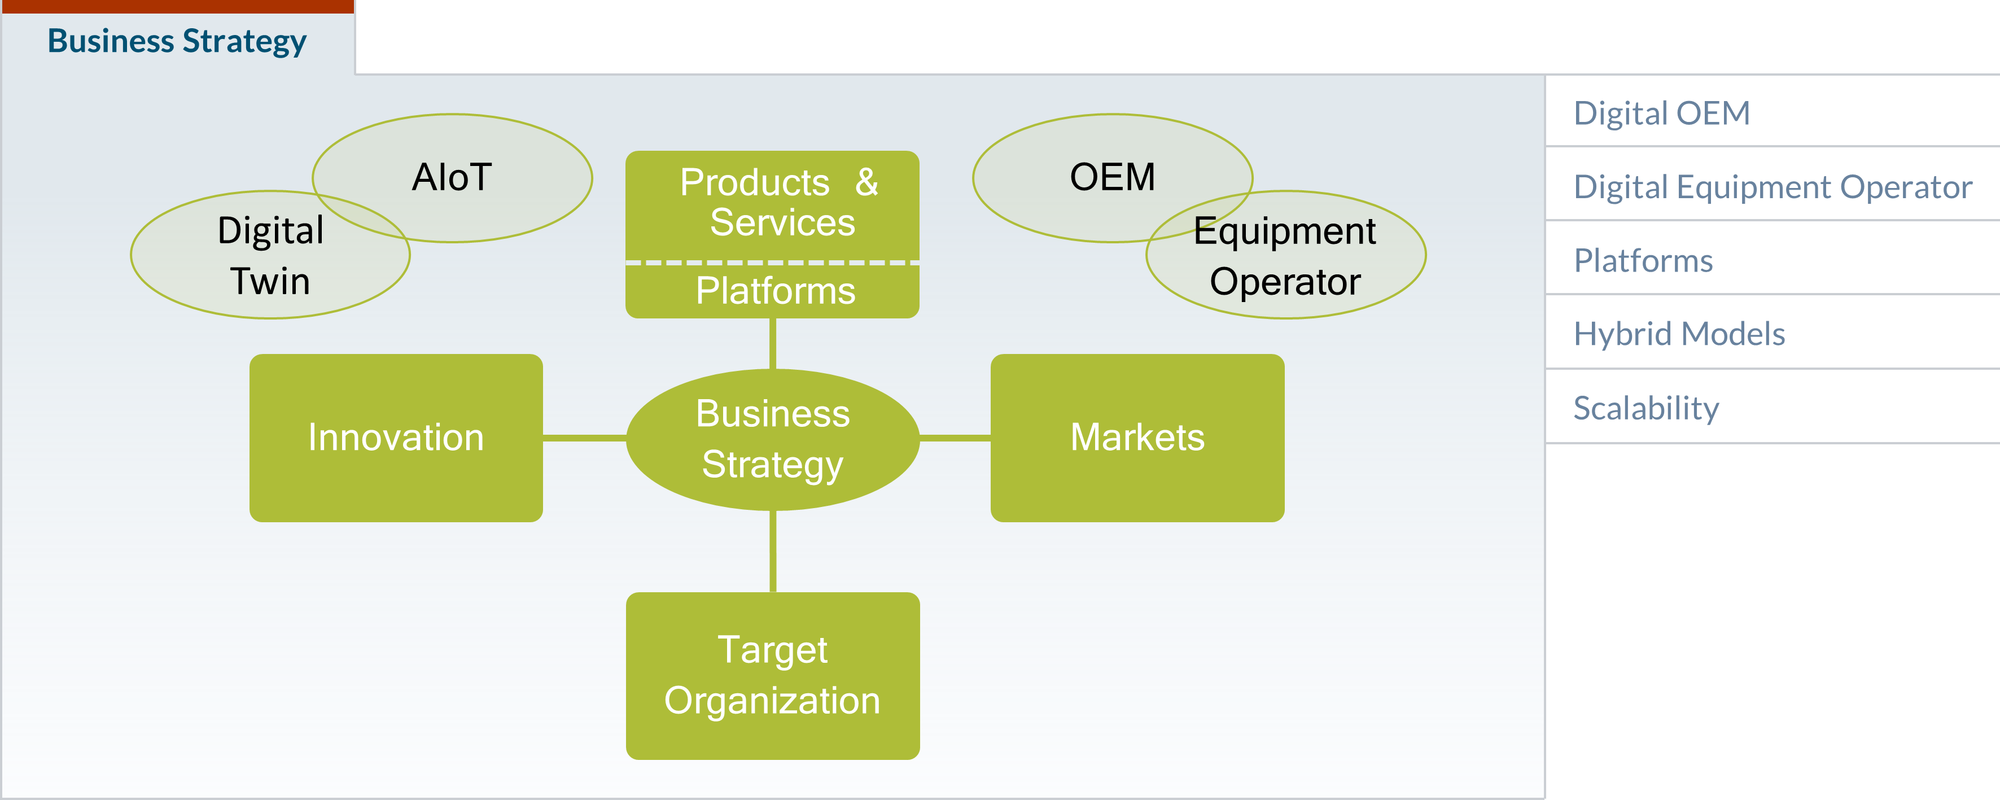 Business Strategy
AIoT
Digital
Twin
Products &
Services
Platforms
OEM
Equipment
Operator
Innovation
Business
Strategy
Markets
Target
Organization
Digital OEM
Digital Equipment Operator
Platforms
Hybrid Models
Scalability